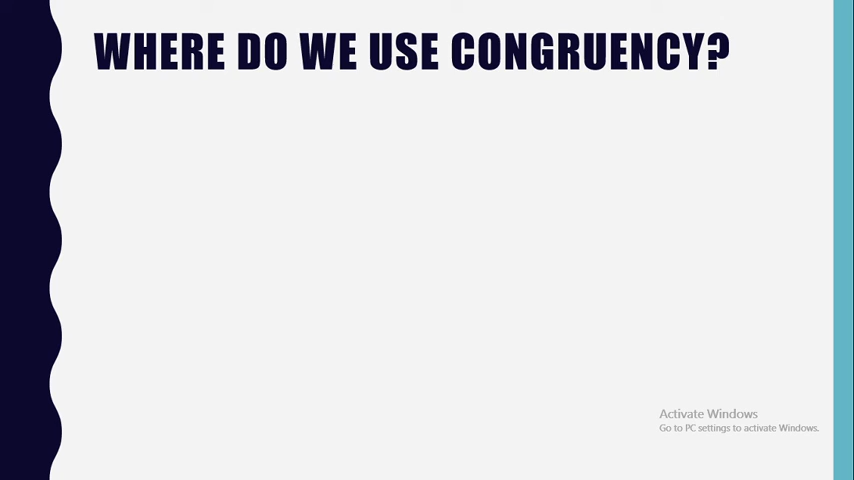 WHERE DO WE USE CONGRUENCY?
Activate Windows
Go to PC settings to activate Windows.